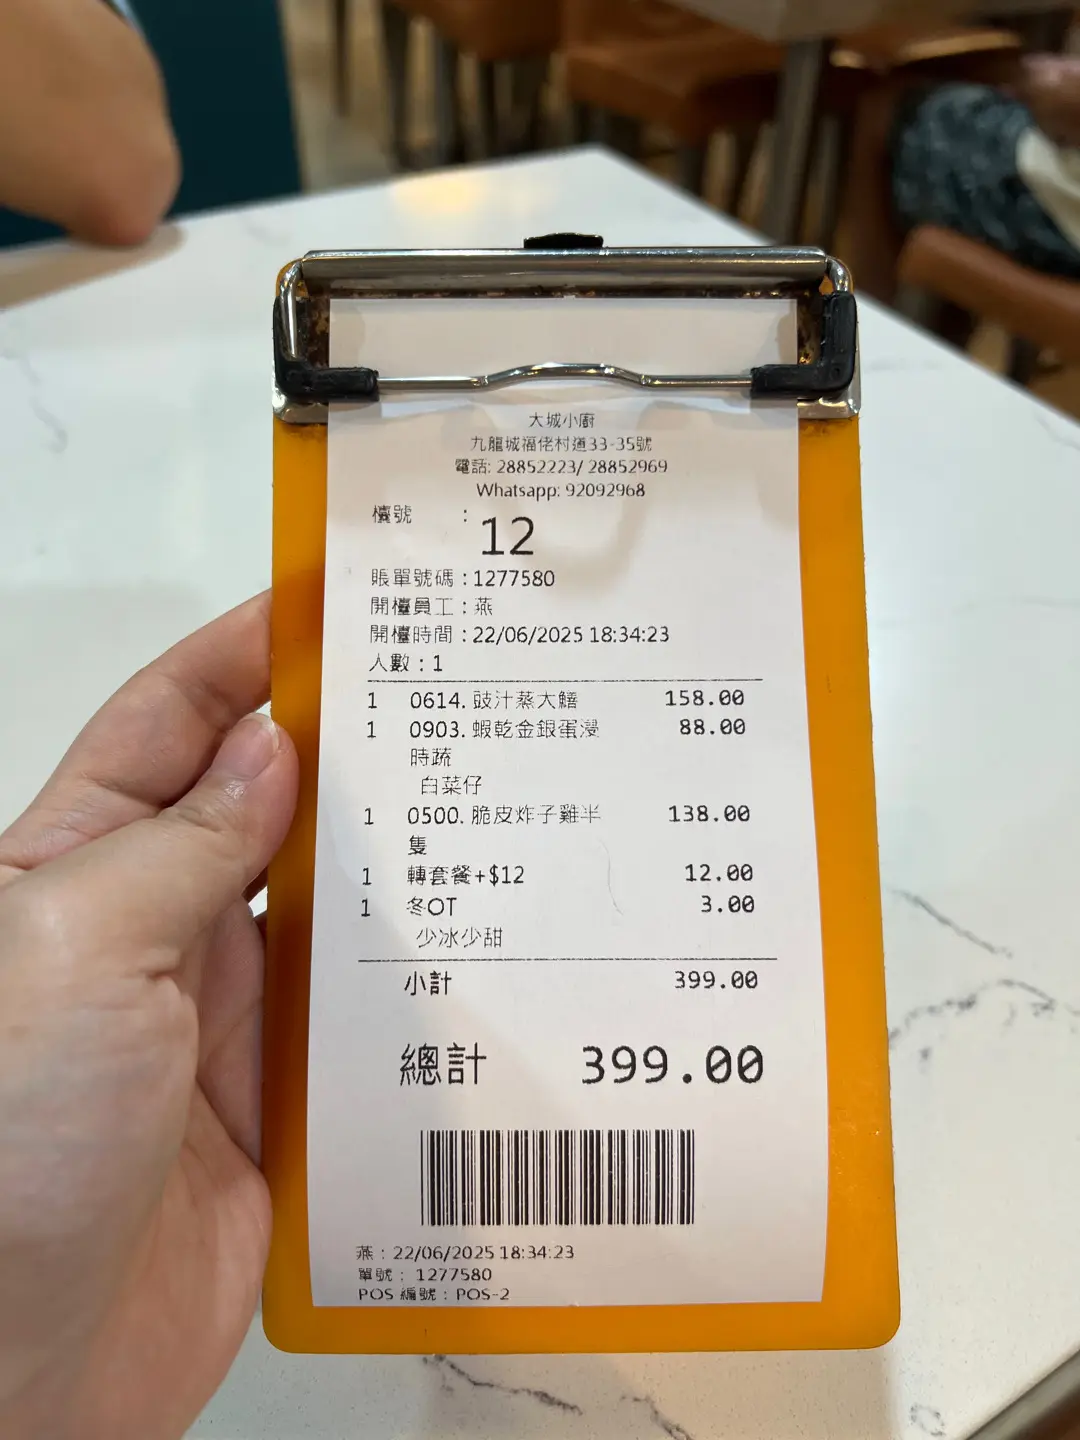 大城小廚
九龍城福佬村道33-35號
電話: 28852223/ 28852969
Whatsapp: 92092968
檯號 :
12
賬單號碼 : 1277580
開檯員工 : 燕
開檯時間 : 22/06/2025 18:34:23
人數 : 1
1 0614. 豉汁蒸大鱔 158.00
1 0903. 蝦乾金銀蛋浸 88.00
時蔬
白菜仔
1 0500. 脆皮炸子雞半 138.00
隻
1 轉套餐+$12 12.00
1 冬OT 3.00
少冰少甜
小計 399.00
總計 399.00
燕 : 22/06/2025 18:34:23
單號 : 1277580
POS 編號 : POS-2